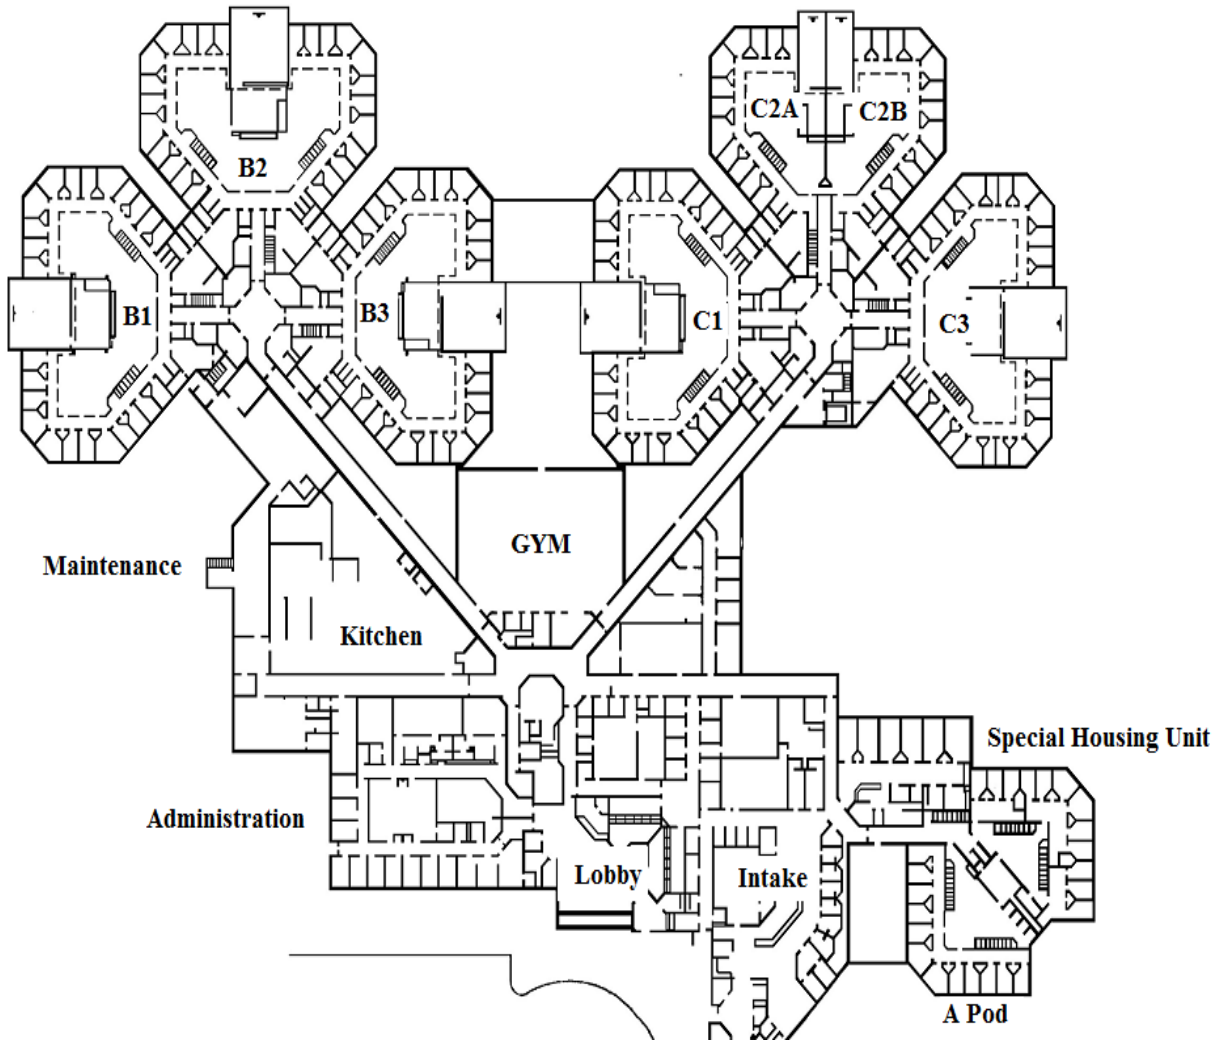 C2A
C2B
B2
B1
B3
C1
C3
GYM
Maintenance
Kitchen
Special Housing Unit
Administration
Lobby
Intake
A Pod